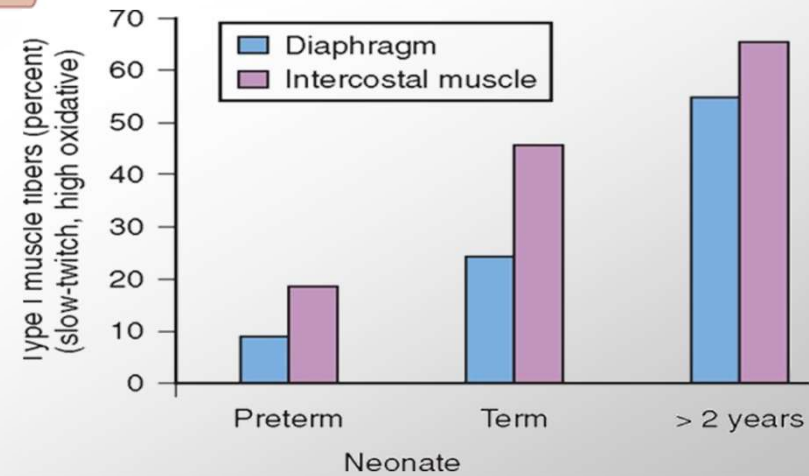 Type I muscle fibers (percent)
(slow-twitch, high oxidative)
70
60
50
40
30
20
10
0
Diaphragm
Intercostal muscle
Preterm
Term
> 2 years
Neonate